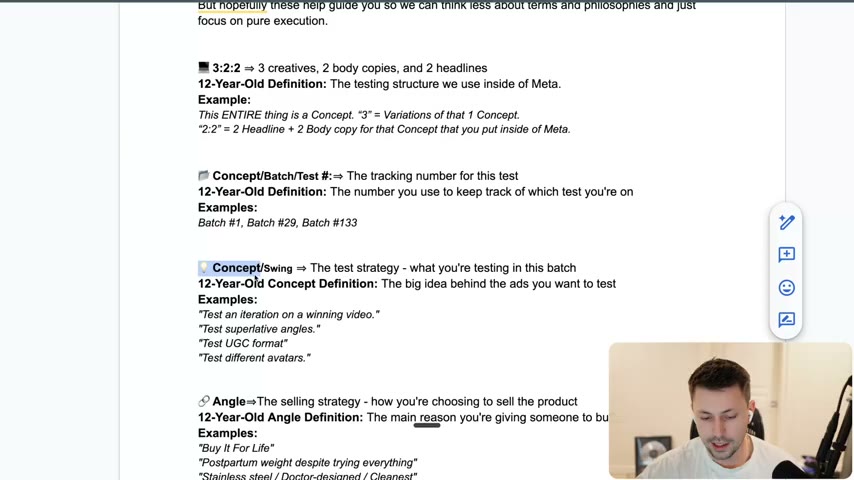 But hopefully these help guide you so we can think less about terms and philosophies and just
focus on pure execution.
3:2:2 ⇒ 3 creatives, 2 body copies, and 2 headlines
12-Year-Old Definition: The testing structure we use inside of Meta.
Example:
This ENTIRE thing is a Concept. “3” = Variations of that 1 Concept.
“2:2” = 2 Headline + 2 Body copy for that Concept that you put inside of Meta.
Concept/Batch/Test #:⇒ The tracking number for this test
12-Year-Old Definition: The number you use to keep track of which test you're on
Examples:
Batch #1, Batch #29, Batch #133
Concept/Swing ⇒ The test strategy - what you're testing in this batch
12-Year-Old Concept Definition: The big idea behind the ads you want to test
Examples:
"Test an iteration on a winning video."
"Test superlative angles."
"Test UGC format"
"Test different avatars."
Angle⇒The selling strategy - how you're choosing to sell the product
12-Year-Old Angle Definition: The main reason you're giving someone to
Examples:
"Buy It For Life"
"Postpartum weight despite trying everything"
"Stainless steel / Doctor-designed / Cleanest"